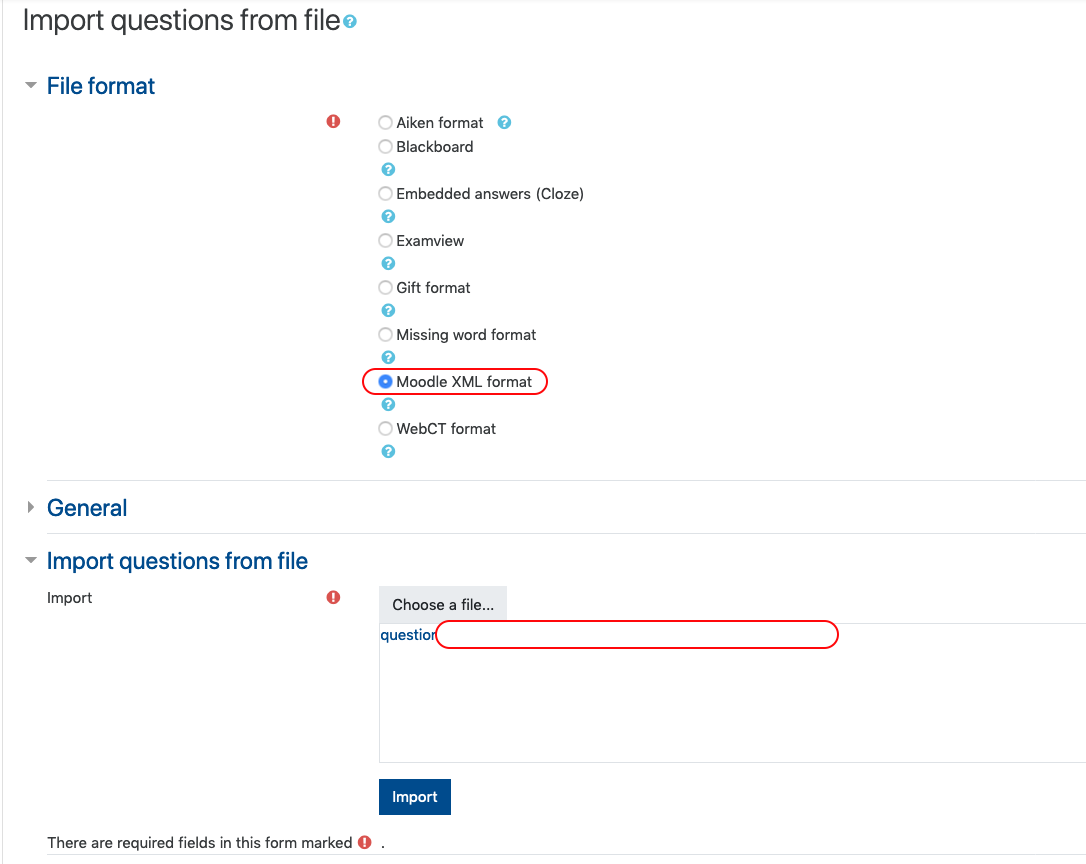 Import questions from file
File format
Aiken format
Blackboard
Embedded answers (Cloze)
Examview
Gift format
Missing word format
Moodle XML format
WebCT format
General
Import questions from file
Import
Choose a file...
Import
There are required fields in this form marked .